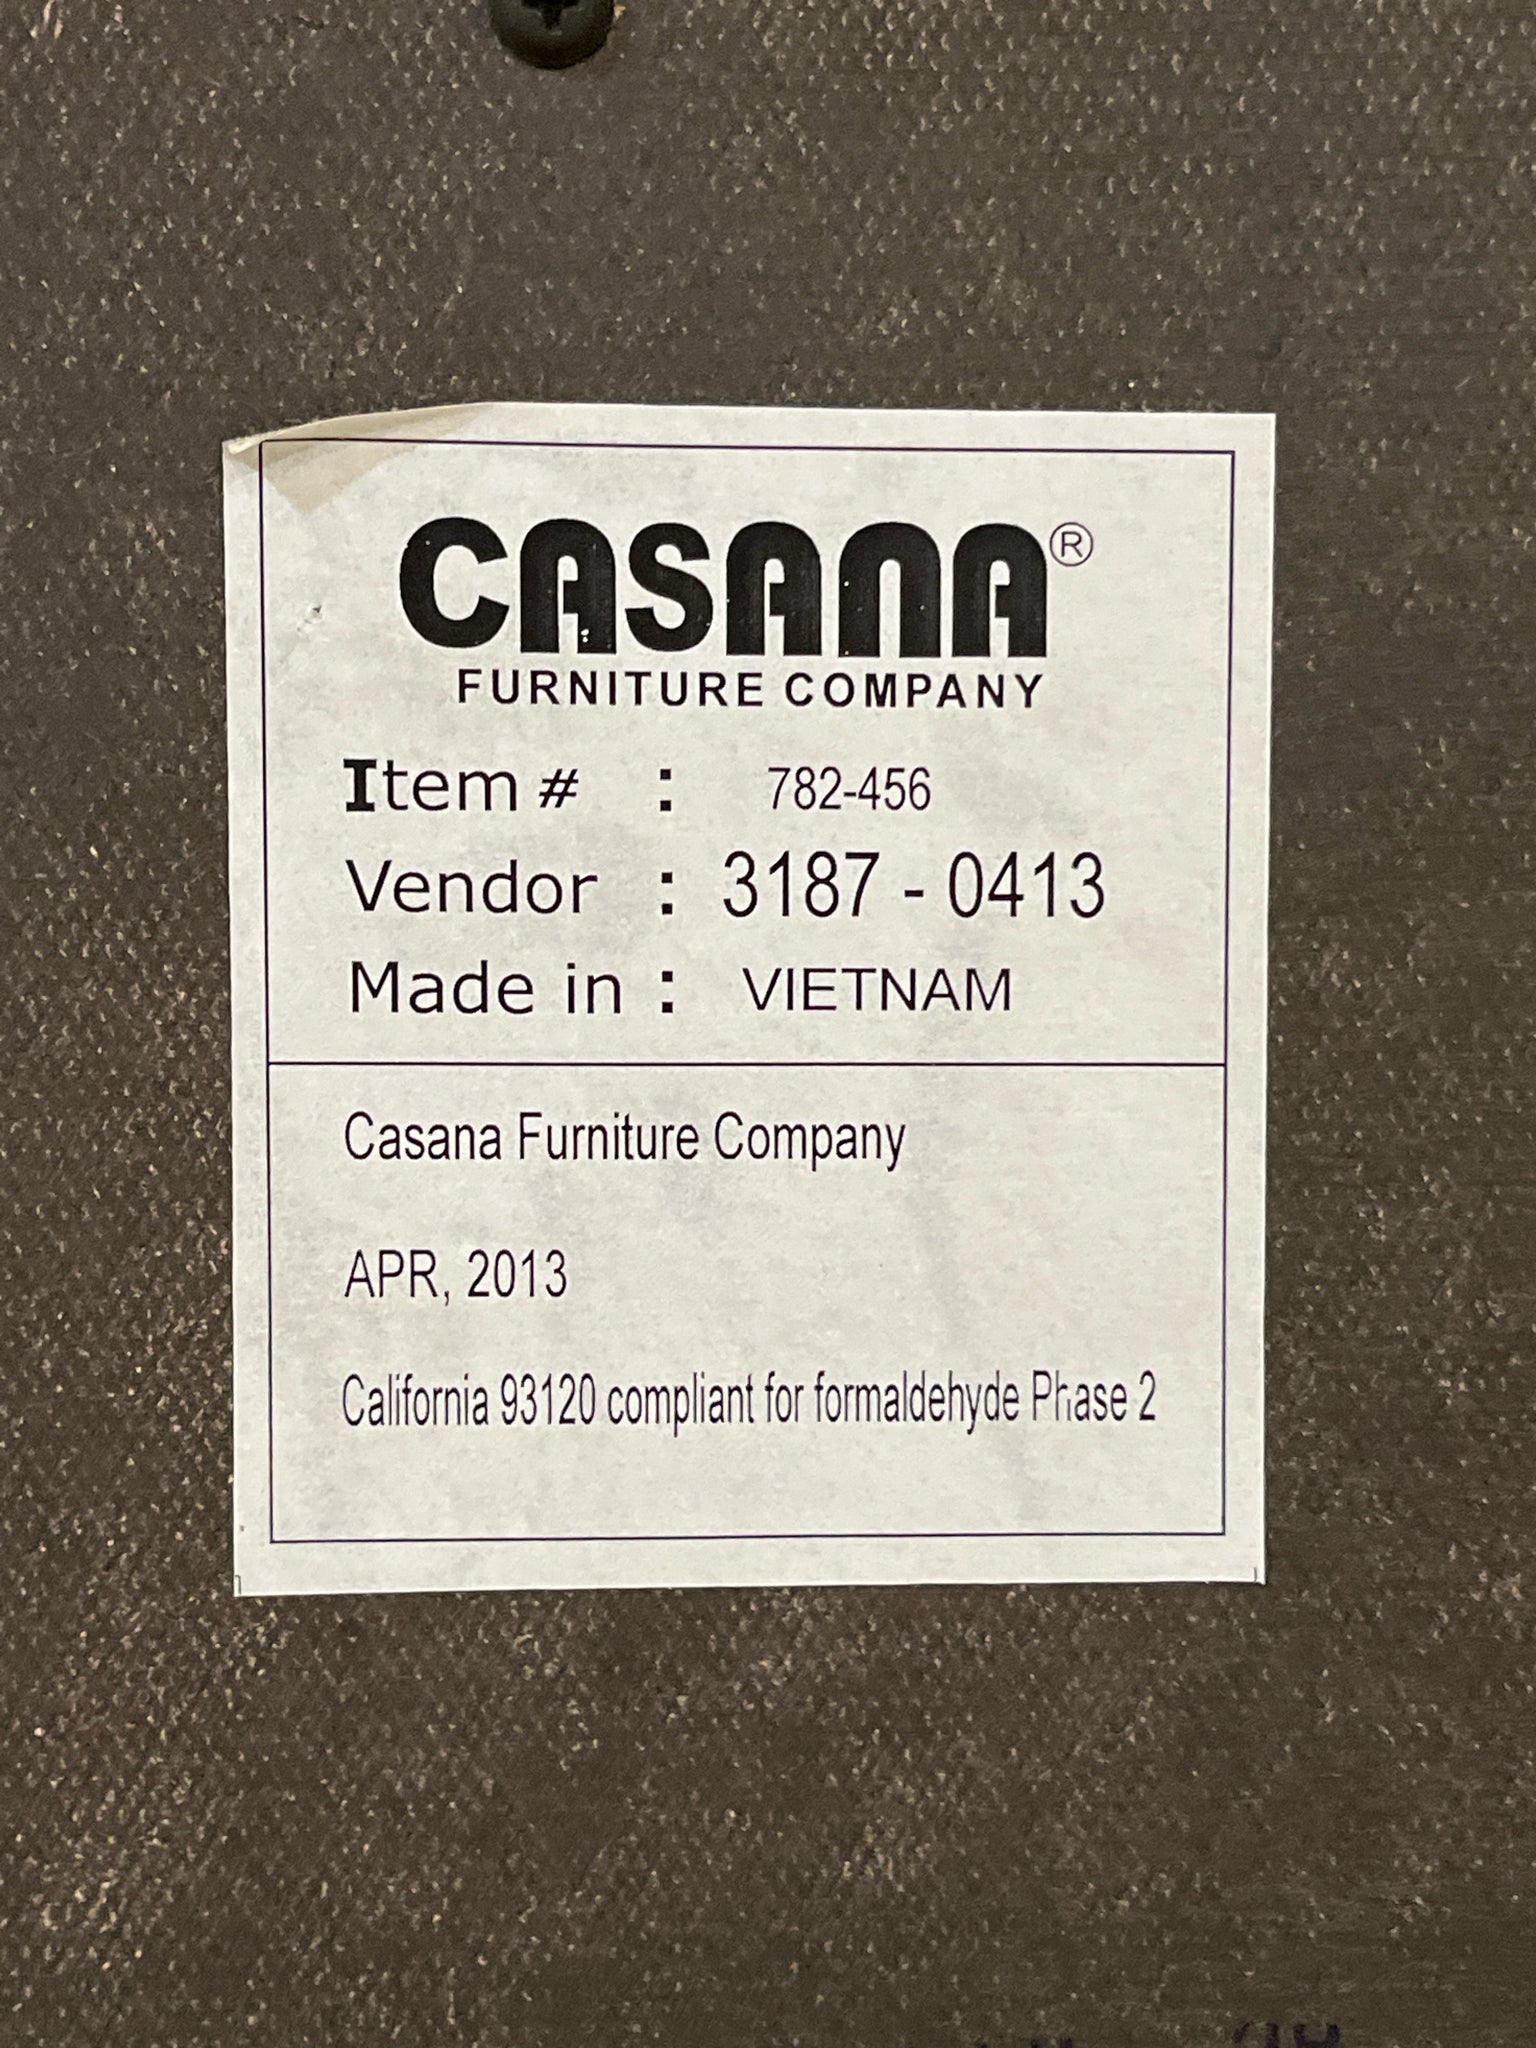 CASANA®
FURNITURE COMPANY
Item # : 782-456
Vendor : 3187 - 0413
Made in : VIETNAM
Casana Furniture Company
APR, 2013
California 93120 compliant for formaldehyde Phase 2